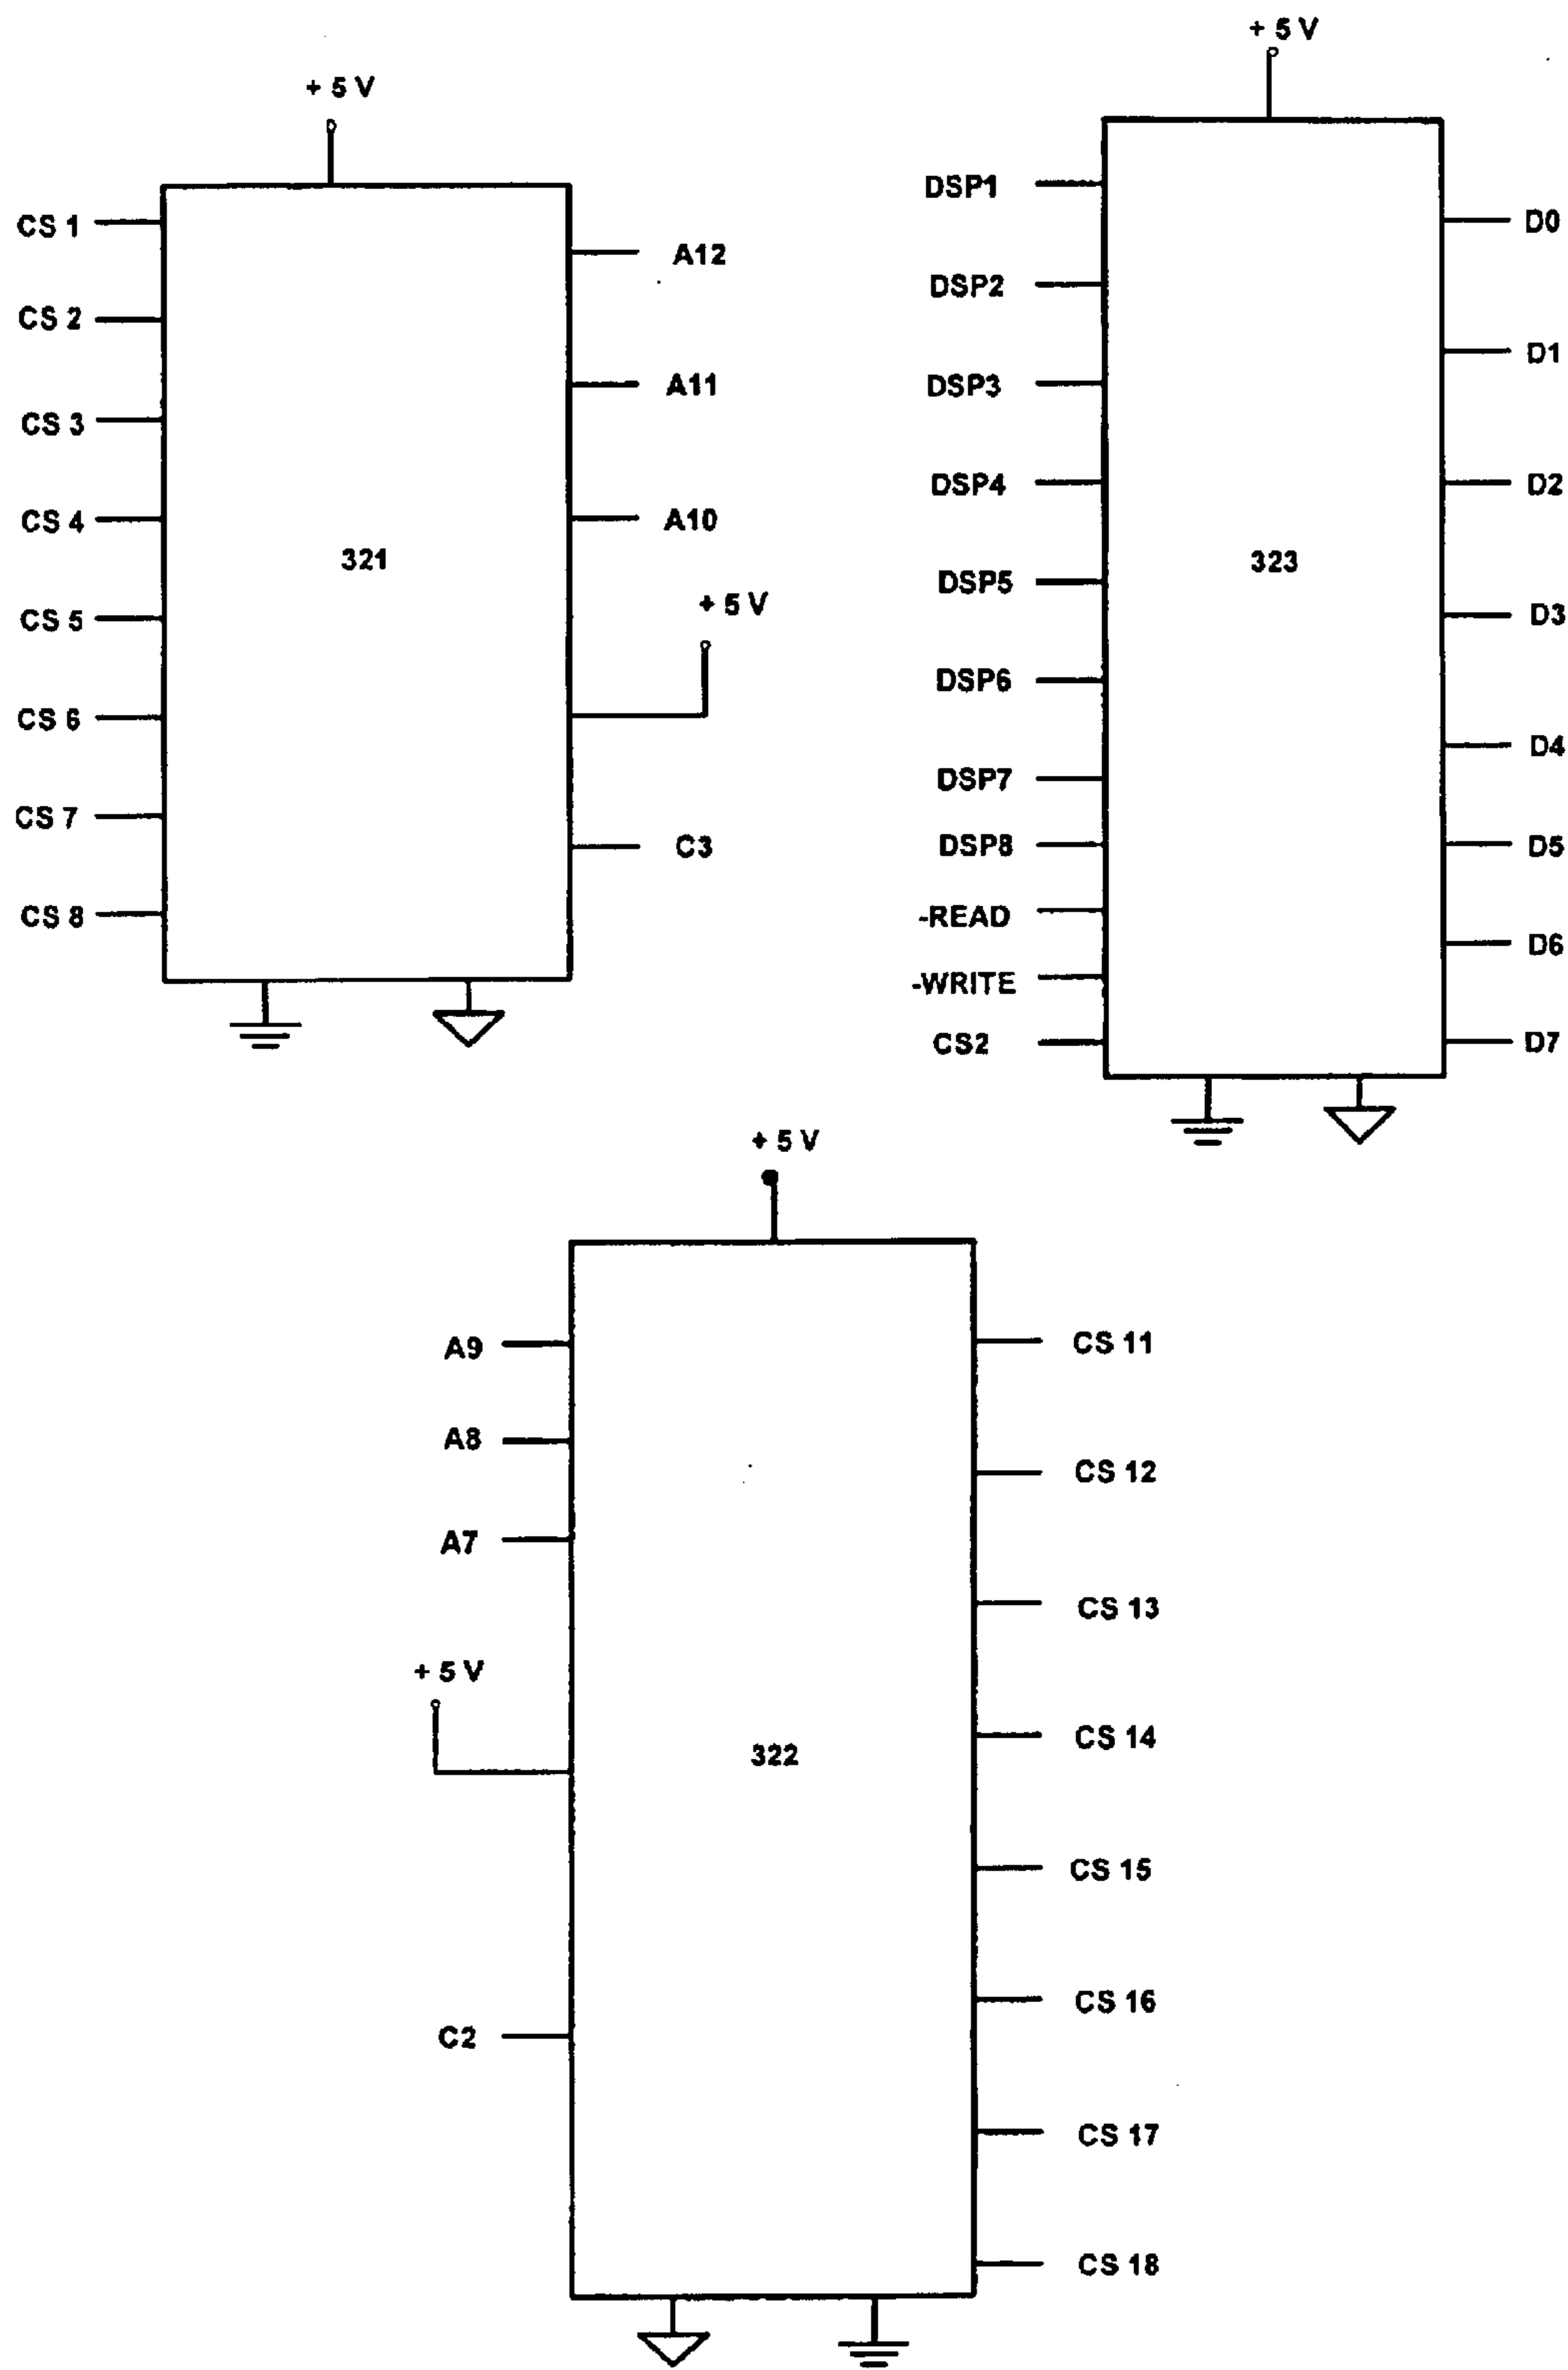 + 5 V
CS 1
CS 2
CS 3
CS 4
CS 5
CS 6
CS 7
CS 8
321
A12
A11
A10
+ 5 V
C3
+ 5 V
DSP1
DSP2
DSP3
DSP4
DSP5
DSP6
DSP7
DSP8
-READ
-WRITE
CS2
323
D0
D1
D2
D3
D4
D5
D6
D7
+ 5 V
A9
A8
A7
+ 5 V
C2
322
CS 11
CS 12
CS 13
CS 14
CS 15
CS 16
CS 17
CS 18